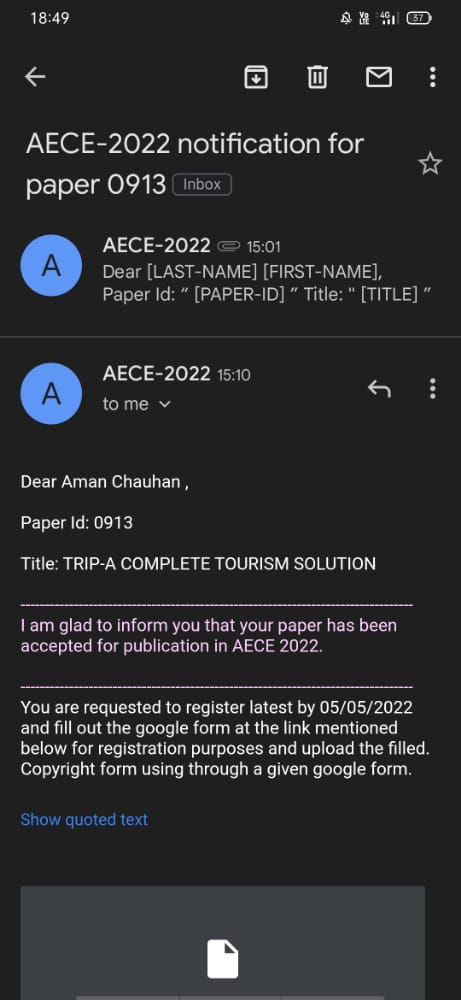 18:49
Vo LTE 4G 37
AECE-2022 notification for
paper 0913 Inbox
A
AECE-2022 15:01
Dear [LAST-NAME] [FIRST-NAME],
Paper Id: “ [PAPER-ID] ” Title: " [TITLE] ”
A
AECE-2022 15:10
to me
Dear Aman Chauhan ,
Paper Id: 0913
Title: TRIP-A COMPLETE TOURISM SOLUTION
I am glad to inform you that your paper has been
accepted for publication in AECE 2022.
You are requested to register latest by 05/05/2022
and fill out the google form at the link mentioned
below for registration purposes and upload the filled.
Copyright form using through a given google form.
Show quoted text